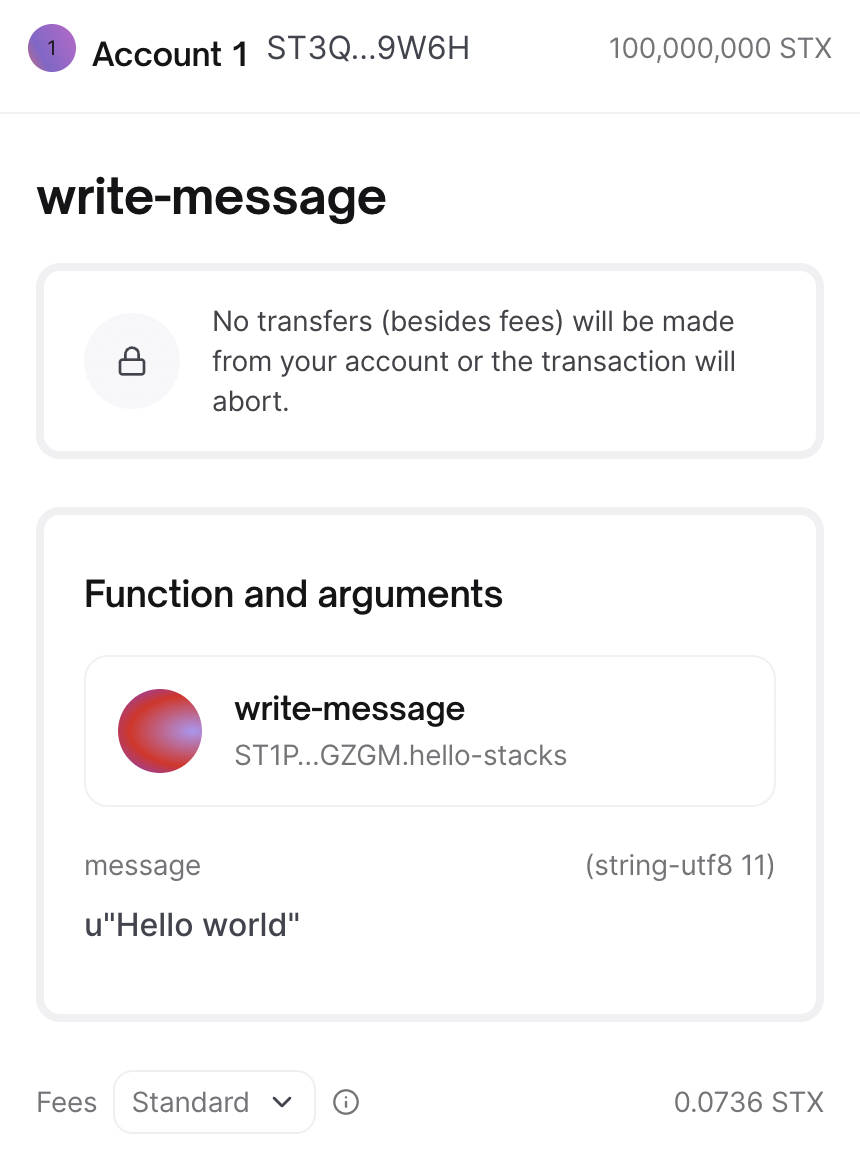 1 Account 1 ST3Q...9W6H 100,000,000 STX
write-message
No transfers (besides fees) will be made
from your account or the transaction will
abort.
Function and arguments
write-message
ST1P...GZGM.hello-stacks
message (string-utf8 11)
u"Hello world"
Fees Standard 0.0736 STX